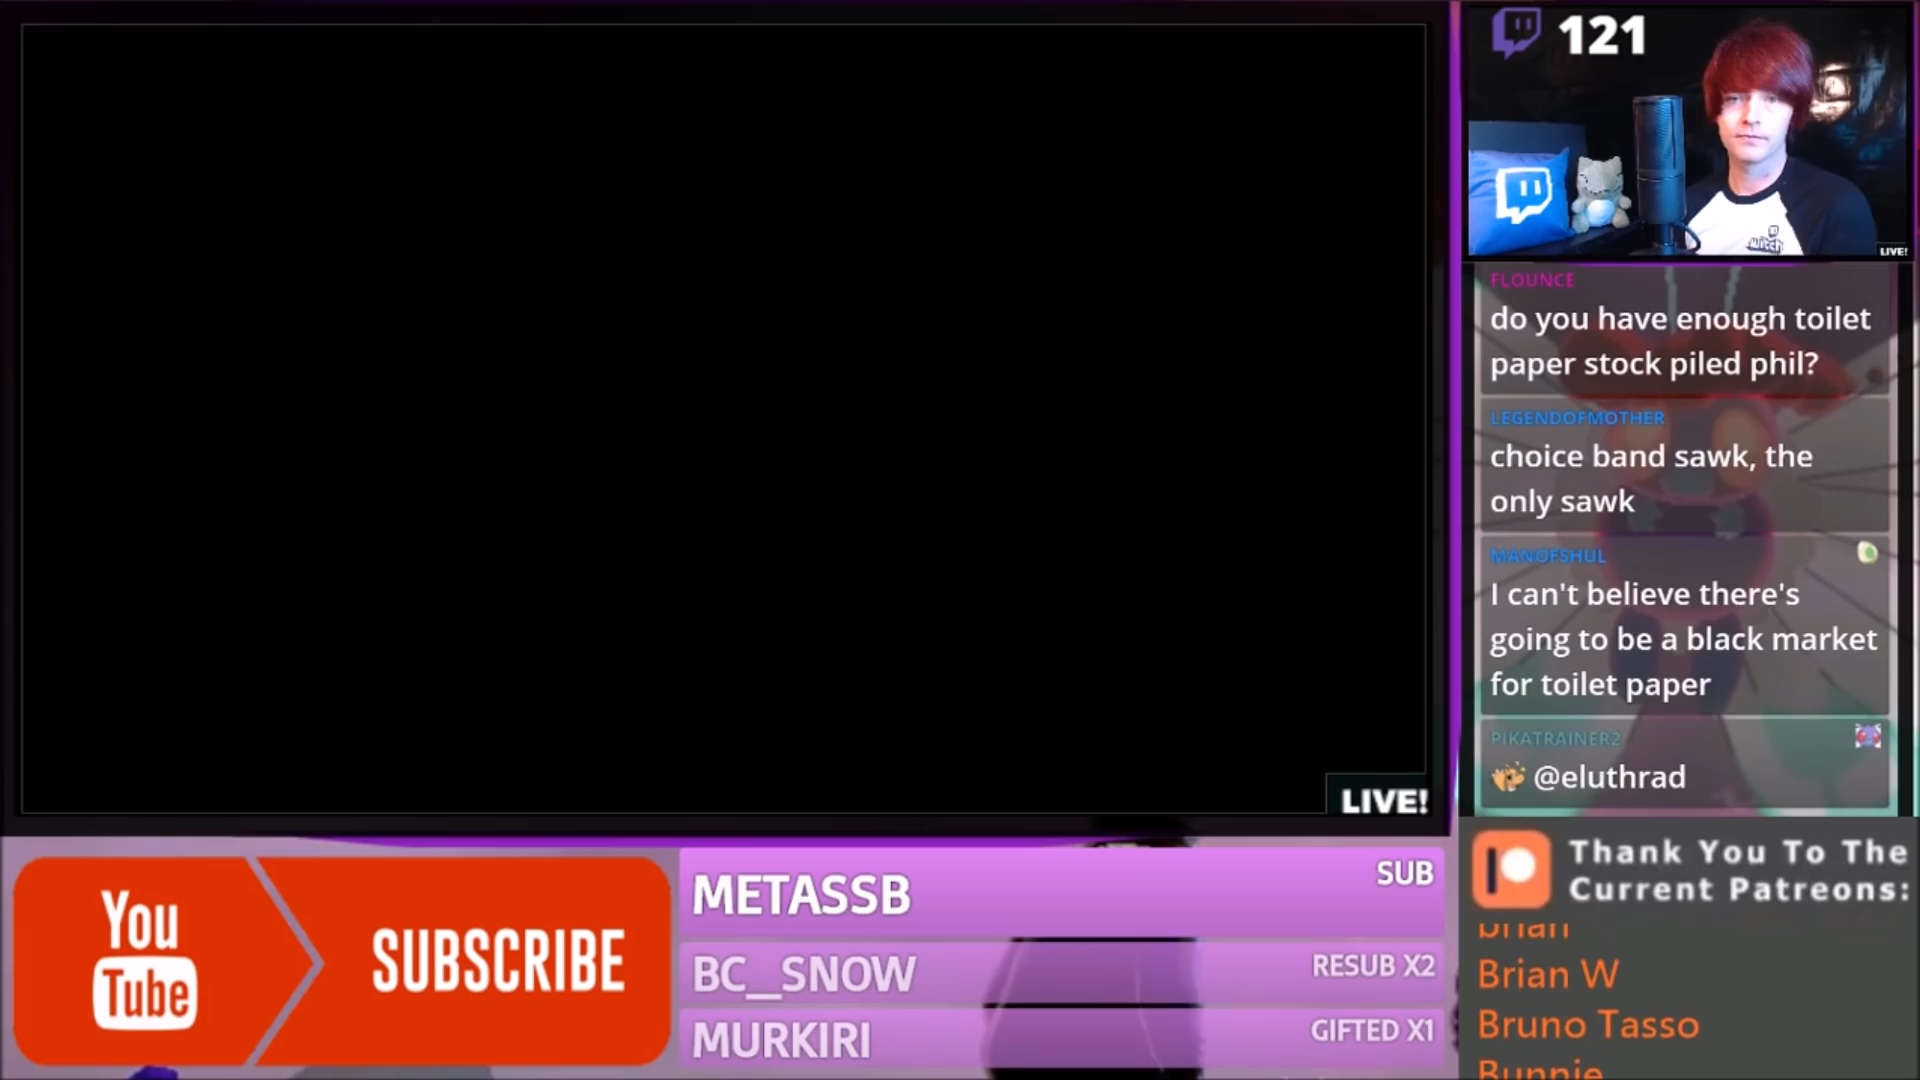 121
LIVE!
FLOUNCE
do you have enough toilet
paper stock piled phil?
LEGENDOFMOTHER
choice band sawk, the
only sawk
MANOFSHUL
I can't believe there's
going to be a black market
for toilet paper
PIKATRAINER2
@eluthrad
LIVE!
You
Tube
SUBSCRIBE
METASSB SUB
BC_SNOW RESUB X2
MURKIRI GIFTED X1
Thank You To The
Current Patreons:
Brian
Brian W
Bruno Tasso
Bunnie